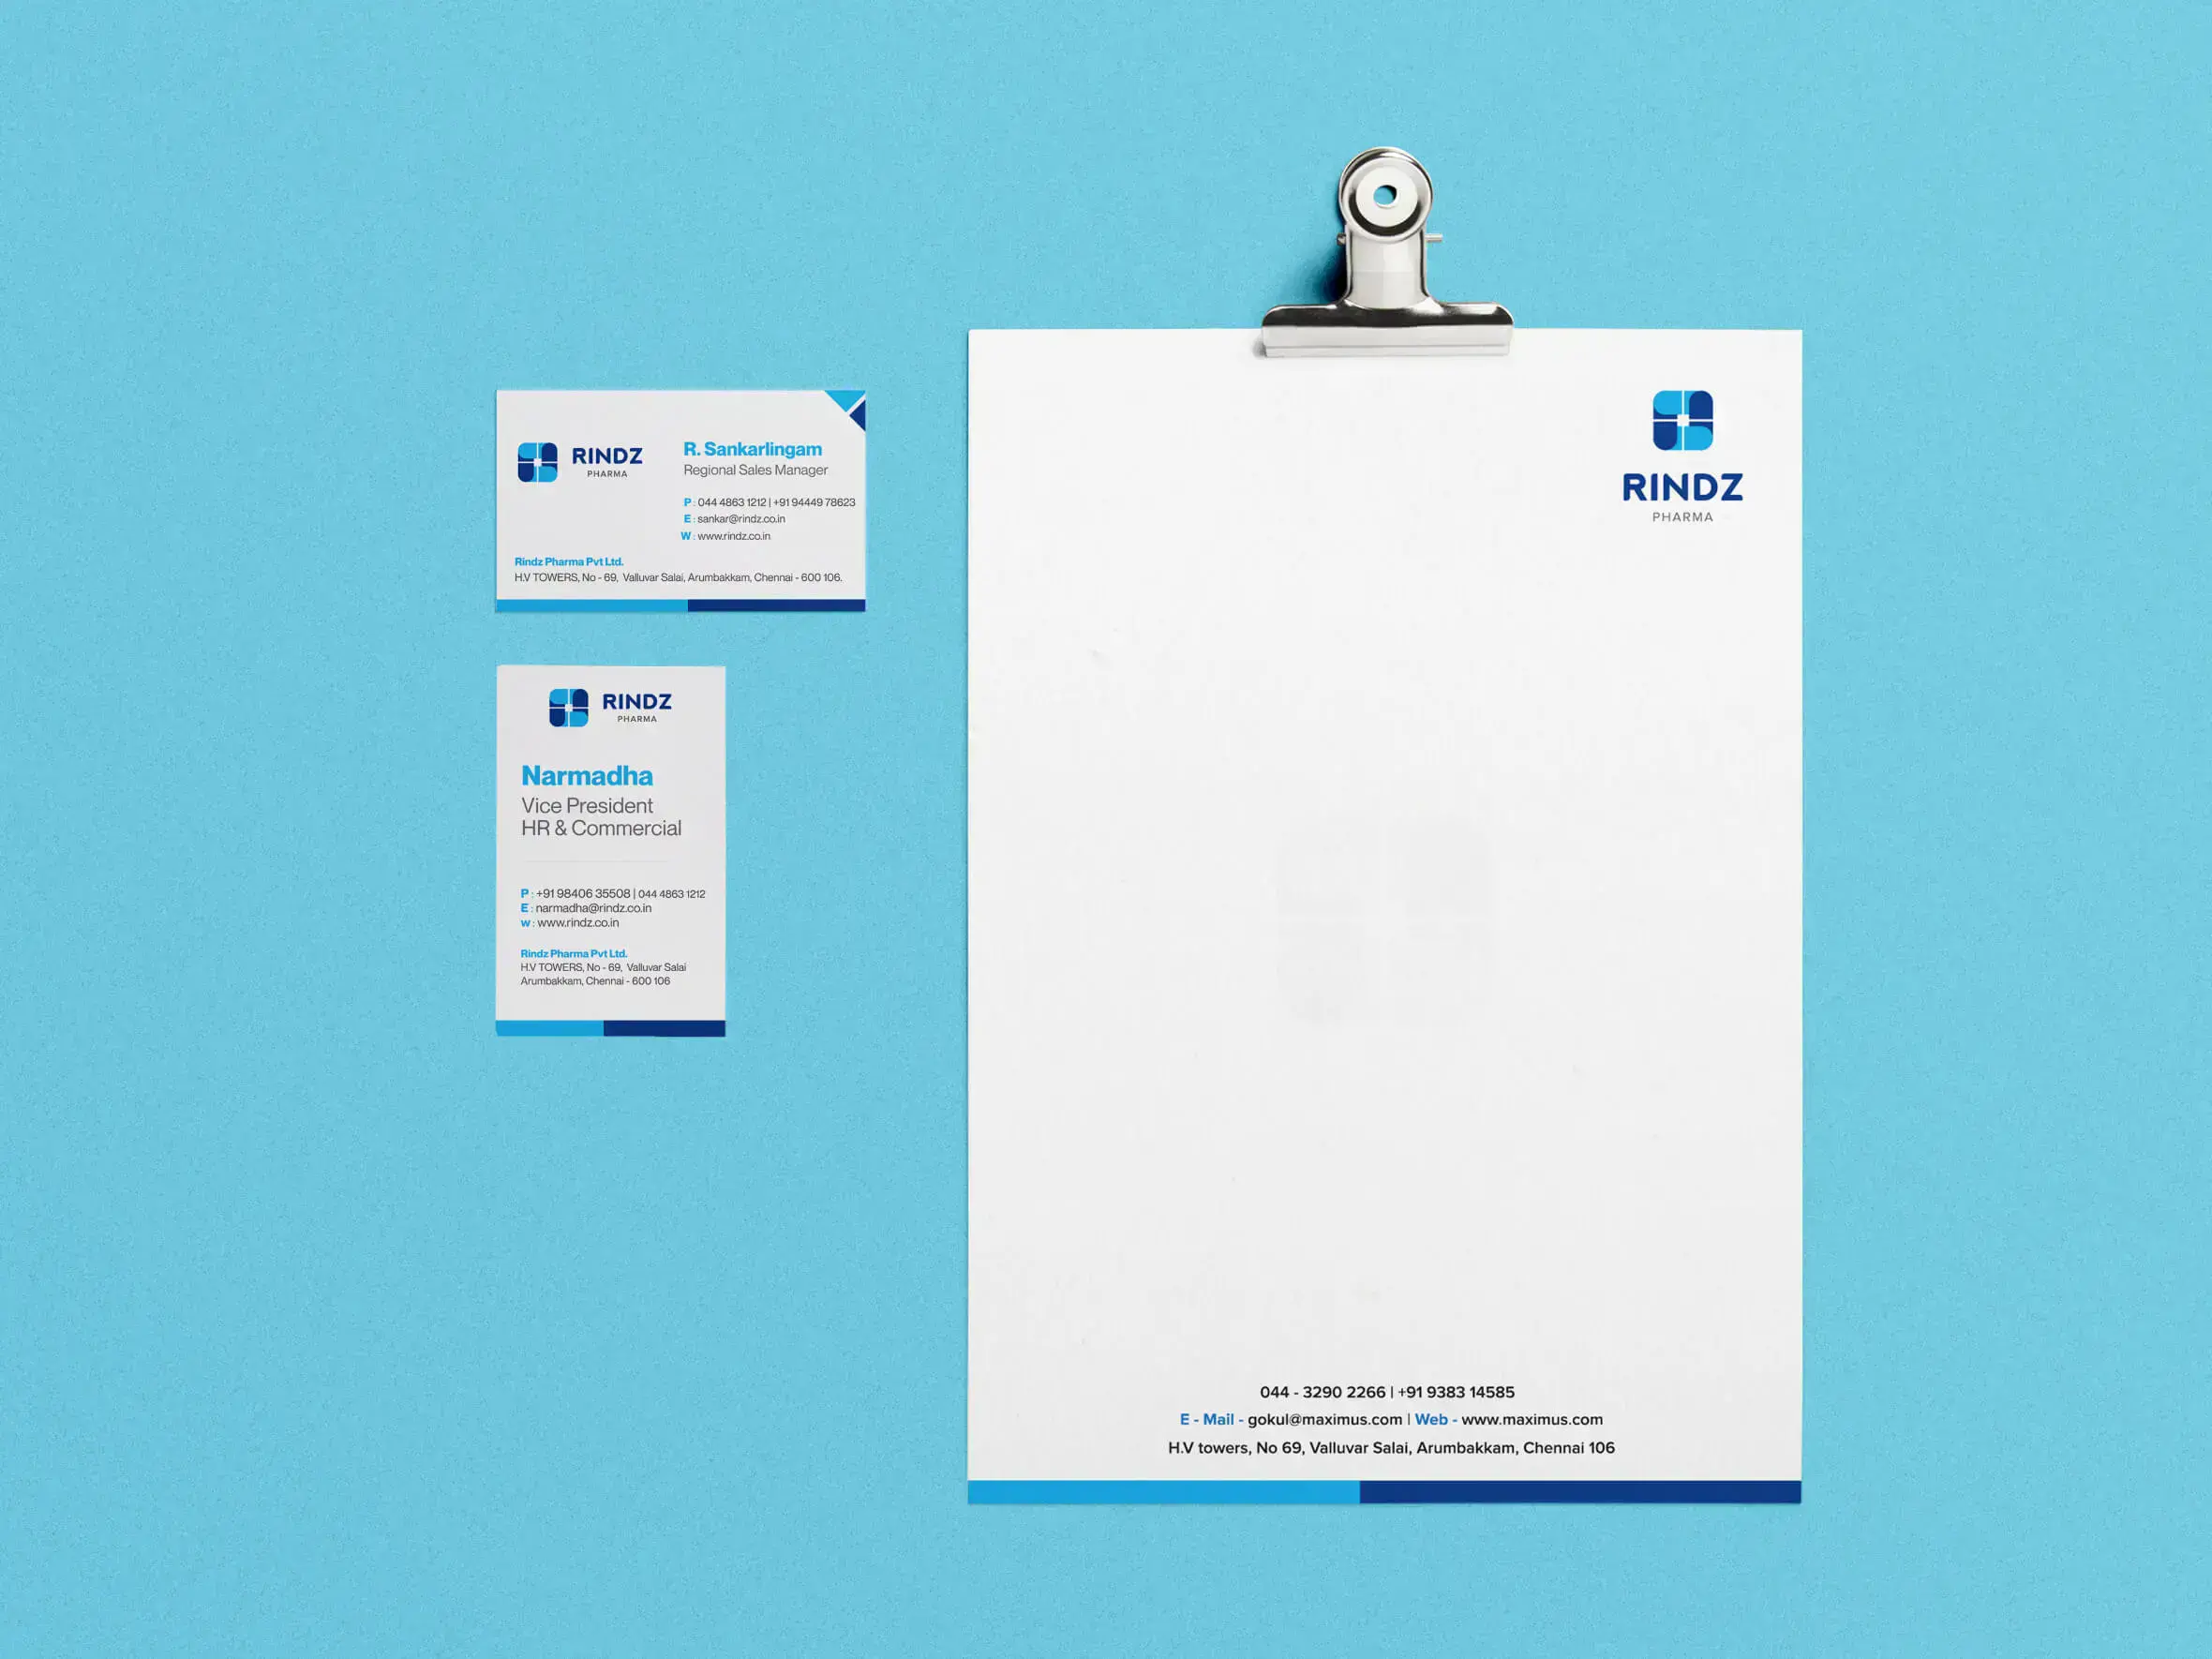 RINDZ
PHARMA
R. Sankarlingam
Regional Sales Manager
P : 044 4863 1212 | +91 94449 78623
E : sankar@rindz.co.in
W : www.rindz.co.in
Rindz Pharma Pvt Ltd.
H.V TOWERS, No - 69, Valluvar Salai, Arumbakkam, Chennai - 600 106.
RINDZ
PHARMA
Narmadha
Vice President
HR & Commercial
P : +91 98406 35508 | 044 4863 1212
E : narmadha@rindz.co.in
w : www.rindz.co.in
Rindz Pharma Pvt Ltd.
H.V TOWERS, No - 69, Valluvar Salai
Arumbakkam, Chennai - 600 106
RINDZ
PHARMA
044 - 3290 2266 | +91 9383 14585
E - Mail - gokul@maximus.com | Web - www.maximus.com
H.V towers, No 69, Valluvar Salai, Arumbakkam, Chennai 106